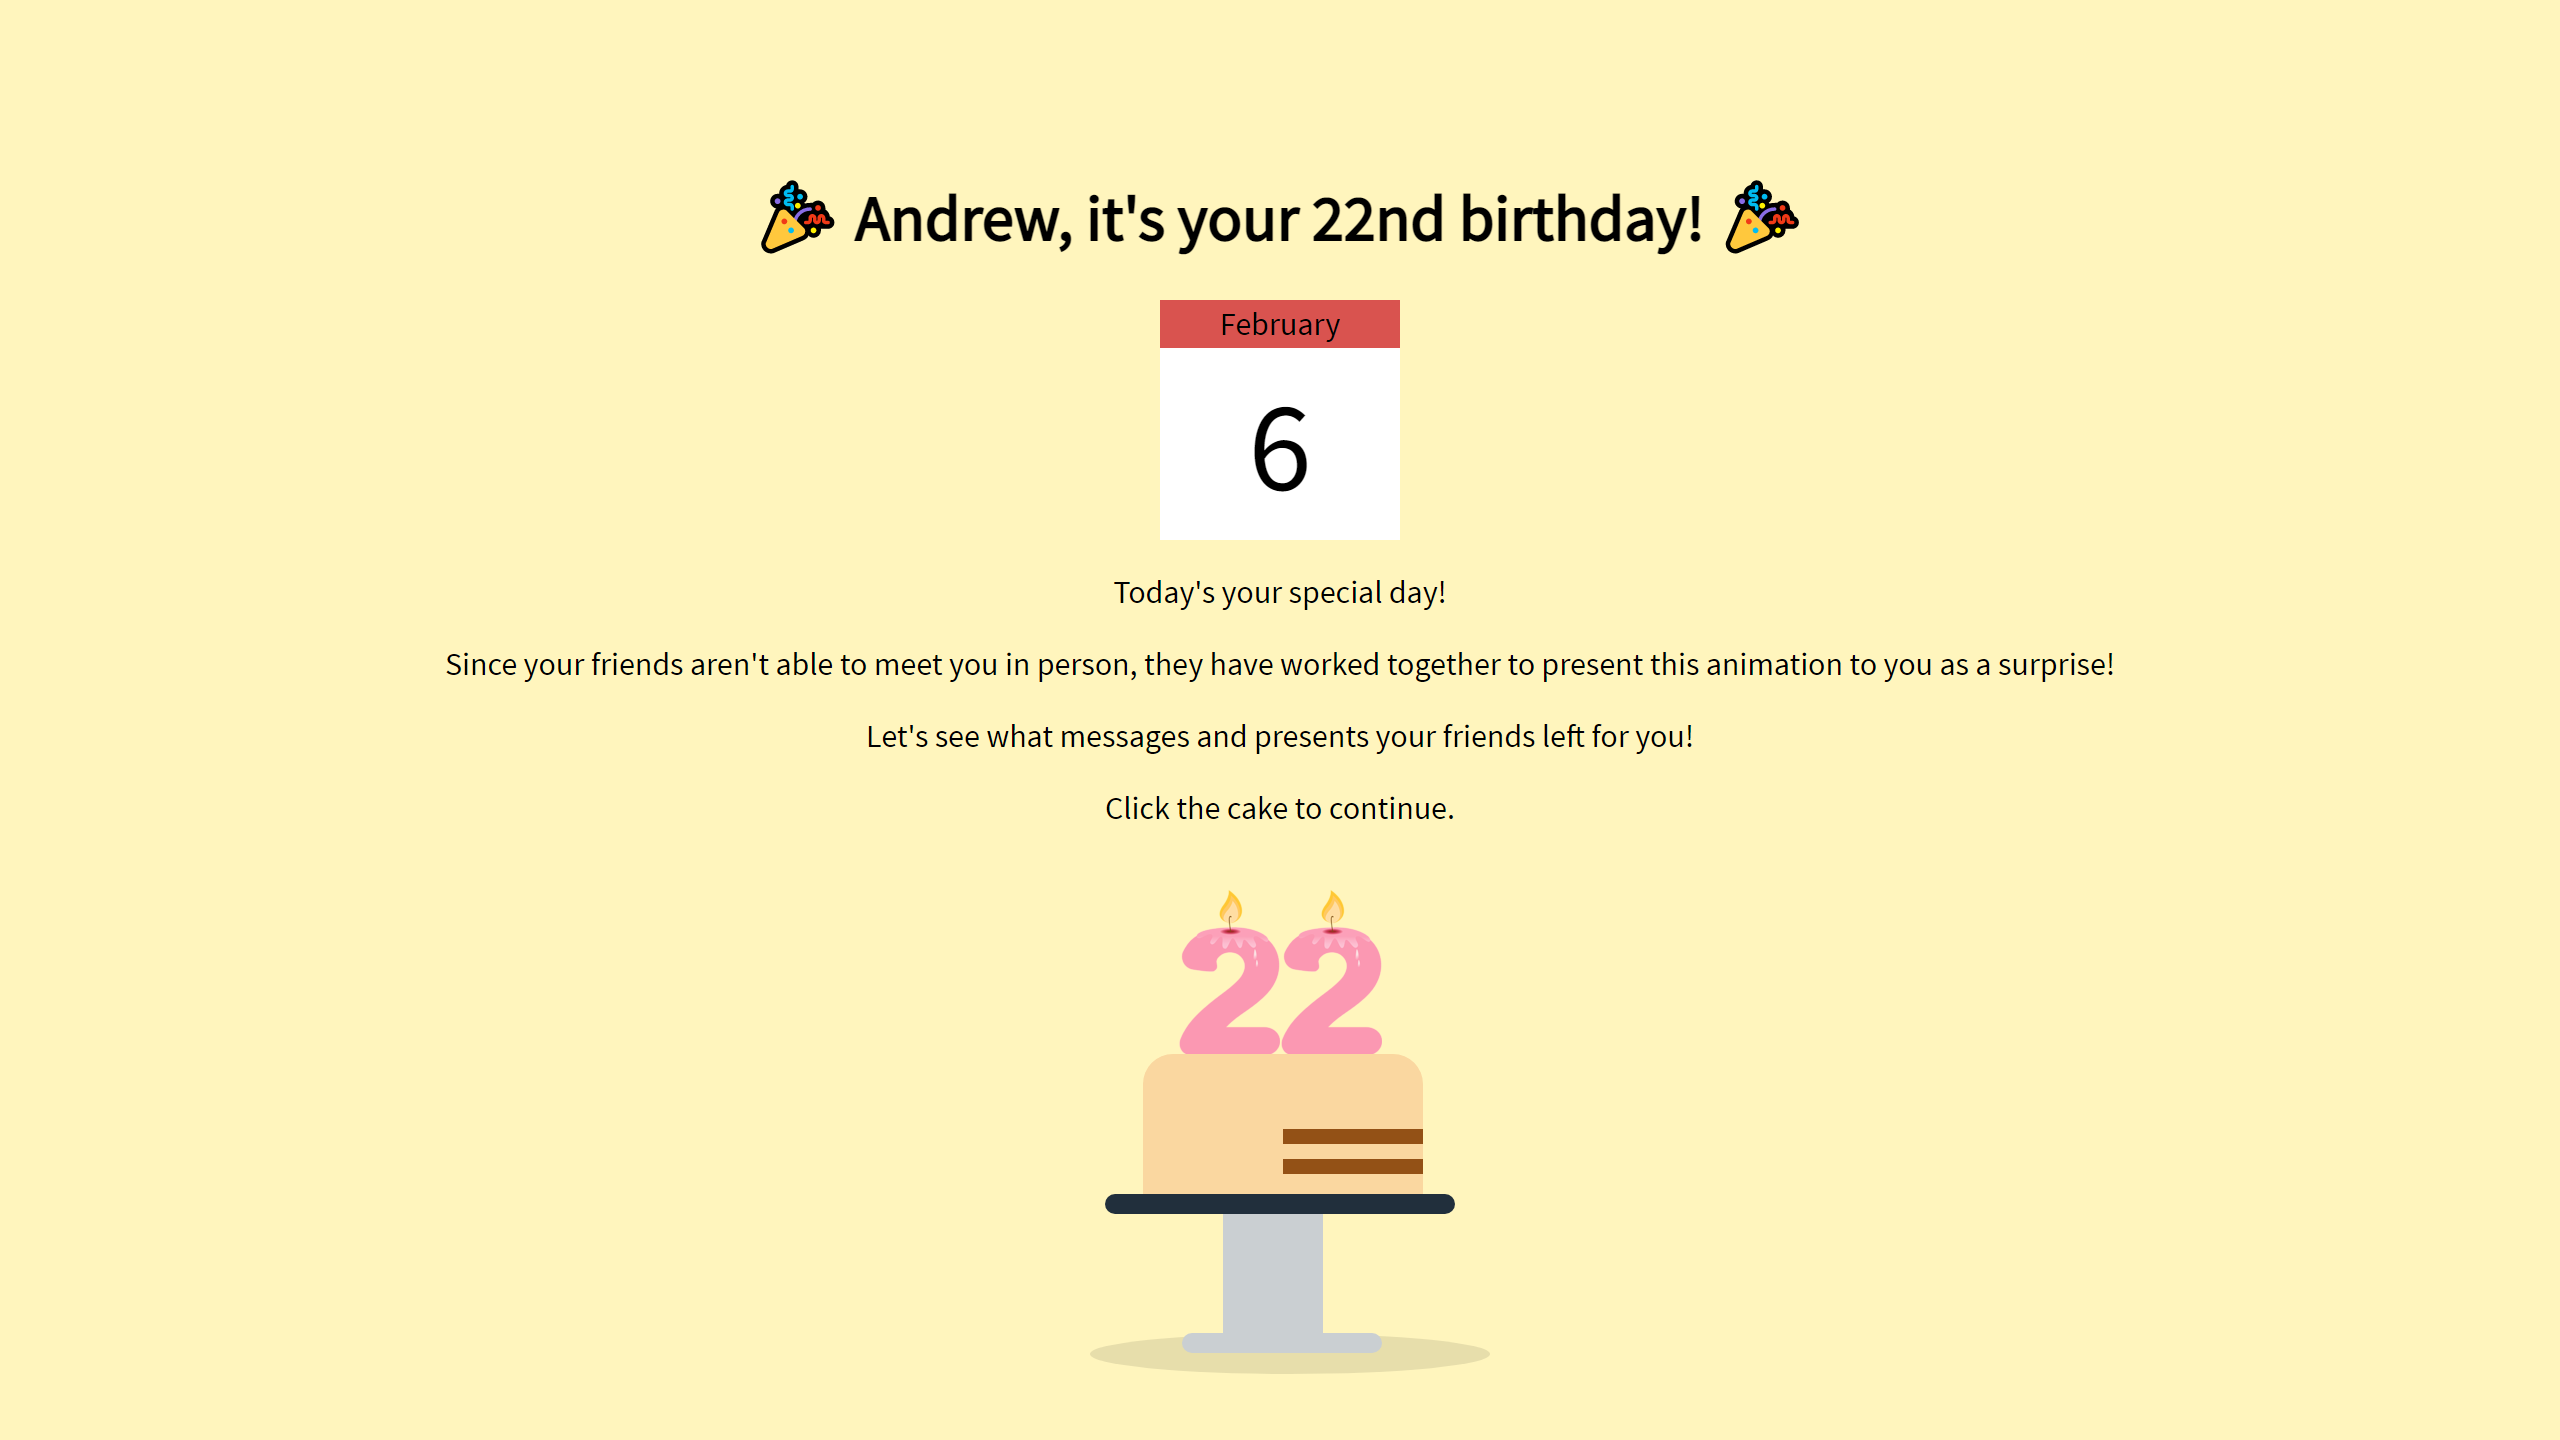 Andrew, it's your 22nd birthday!
February
6
Today's your special day!
Since your friends aren't able to meet you in person, they have worked together to present this animation to you as a surprise!
Let's see what messages and presents your friends left for you!
Click the cake to continue.
22